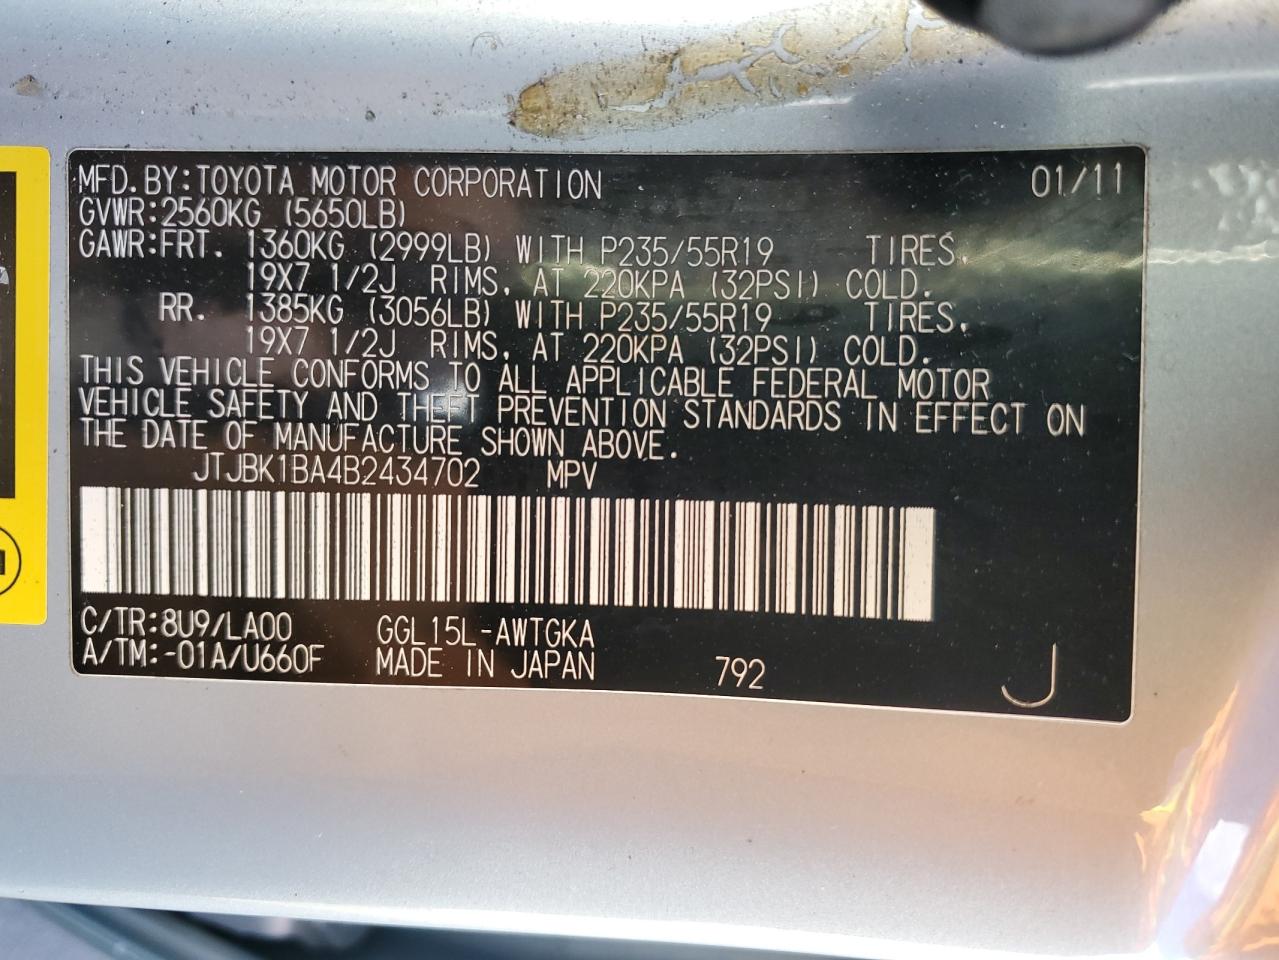 MFD. BY: TOYOTA MOTOR CORPORATION 01/11
GVWR: 2560KG (5650LB)
GAWR: FRT. 1360KG (2999LB) WITH P235/55R19 TIRES,
19X7 1/2J RIMS, AT 220KPA (32PSI) COLD.
RR. 1385KG (3056LB) WITH P235/55R19 TIRES,
19X7 1/2J RIMS, AT 220KPA (32PSI) COLD.
THIS VEHICLE CONFORMS TO ALL APPLICABLE FEDERAL MOTOR
VEHICLE SAFETY AND THEFT PREVENTION STANDARDS IN EFFECT ON
THE DATE OF MANUFACTURE SHOWN ABOVE.
JTJBK1BA4B2434702 MPV
C/TR: 8U9/LA00 GGL15L-AWTGKA
A/TM: -01A/U660F MADE IN JAPAN 792 J